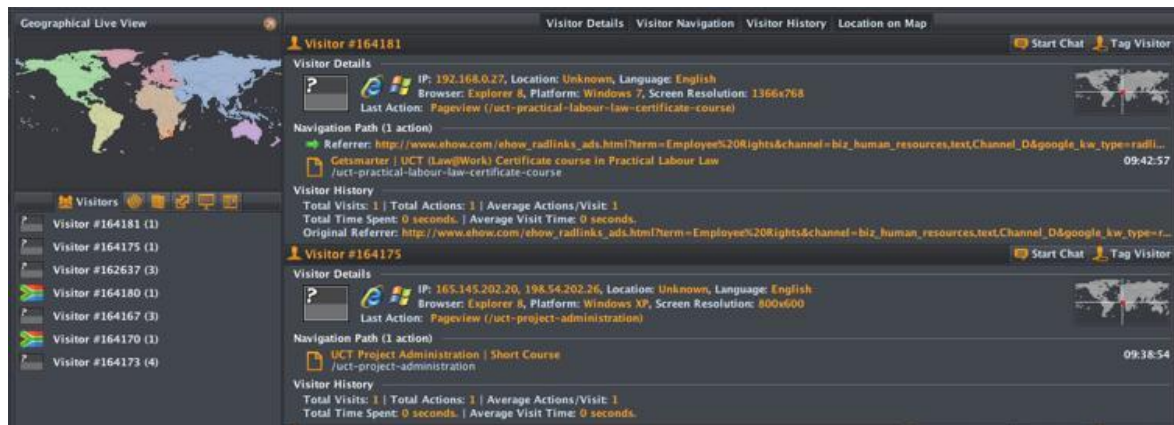 Geographical Live View
Visitor Details Visitor Navigation Visitor History Location on Map
Visitor #164181 Start Chat Tag Visitor
Visitor Details
? IP: 192.168.0.27, Location: Unknown, Language: English
Browser: Explorer 8, Platform: Windows 7, Screen Resolution: 1366x768
Last Action: Pageview (/uct-practical-labour-law-certificate-course)
Navigation Path (1 action)
Referrer: http://www.ehow.com/ehow_radlinks_ads.html?term=Employee%20Rights&channel=biz_human_resources,text,Channel_D&google_kw_type=radli...
Getsmarter | UCT (Law@Work) Certificate course in Practical Labour Law 09:42:57
/uct-practical-labour-law-certificate-course
Visitor History
Total Visits: 1 | Total Actions: 1 | Average Actions/Visit: 1
Total Time Spent: 0 seconds. | Average Visit Time: 0 seconds.
Original Referrer: http://www.ehow.com/ehow_radlinks_ads.html?term=Employee%20Rights&channel=biz_human_resources,text,Channel_D&google_kw_type=r...
Visitors
Visitor #164181 (1)
Visitor #164175 (1)
Visitor #162637 (3)
Visitor #164180 (1)
Visitor #164167 (3)
Visitor #164170 (1)
Visitor #164173 (4)
Visitor #164175 Start Chat Tag Visitor
Visitor Details
? IP: 165.145.202.20, 198.54.202.26, Location: Unknown, Language: English
Browser: Explorer 8, Platform: Windows XP, Screen Resolution: 800x600
Last Action: Pageview (/uct-project-administration)
Navigation Path (1 action)
UCT Project Administration | Short Course 09:38:54
/uct-project-administration
Visitor History
Total Visits: 1 | Total Actions: 1 | Average Actions/Visit: 1
Total Time Spent: 0 seconds. | Average Visit Time: 0 seconds.